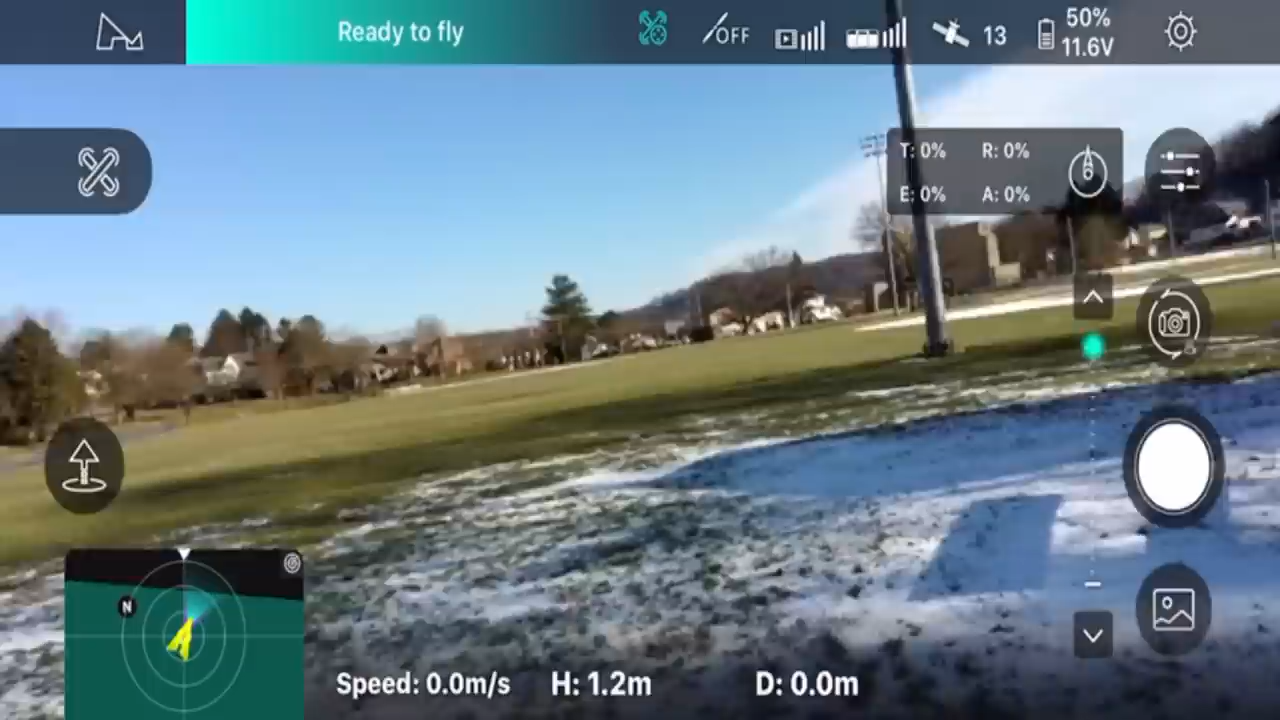 Ready to fly
OFF
13
50%
11.6V
T: 0% R: 0%
E: 0% A: 0%
N
Speed: 0.0m/s H: 1.2m D: 0.0m